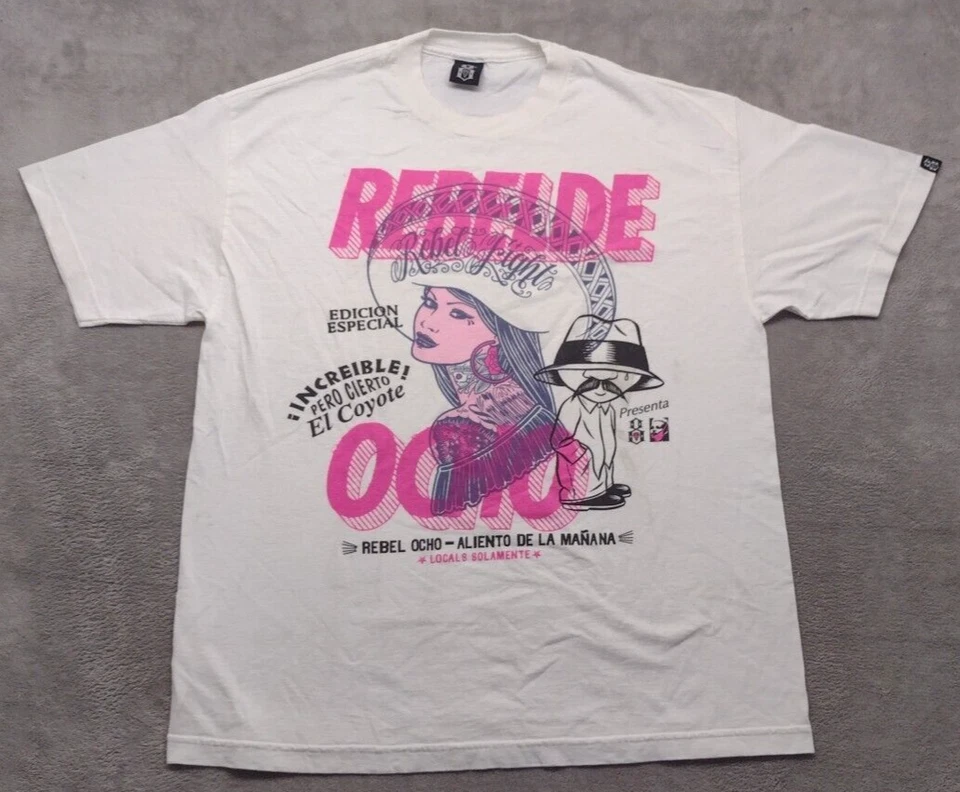 REBELDE
Rebel Fight
EDICION
ESPECIAL
¡INCREIBLE!
PERO CIERTO
El Coyote
Presenta
OCHO
REBEL OCHO – ALIENTO DE LA MAÑANA
* LOCALS SOLAMENTE *